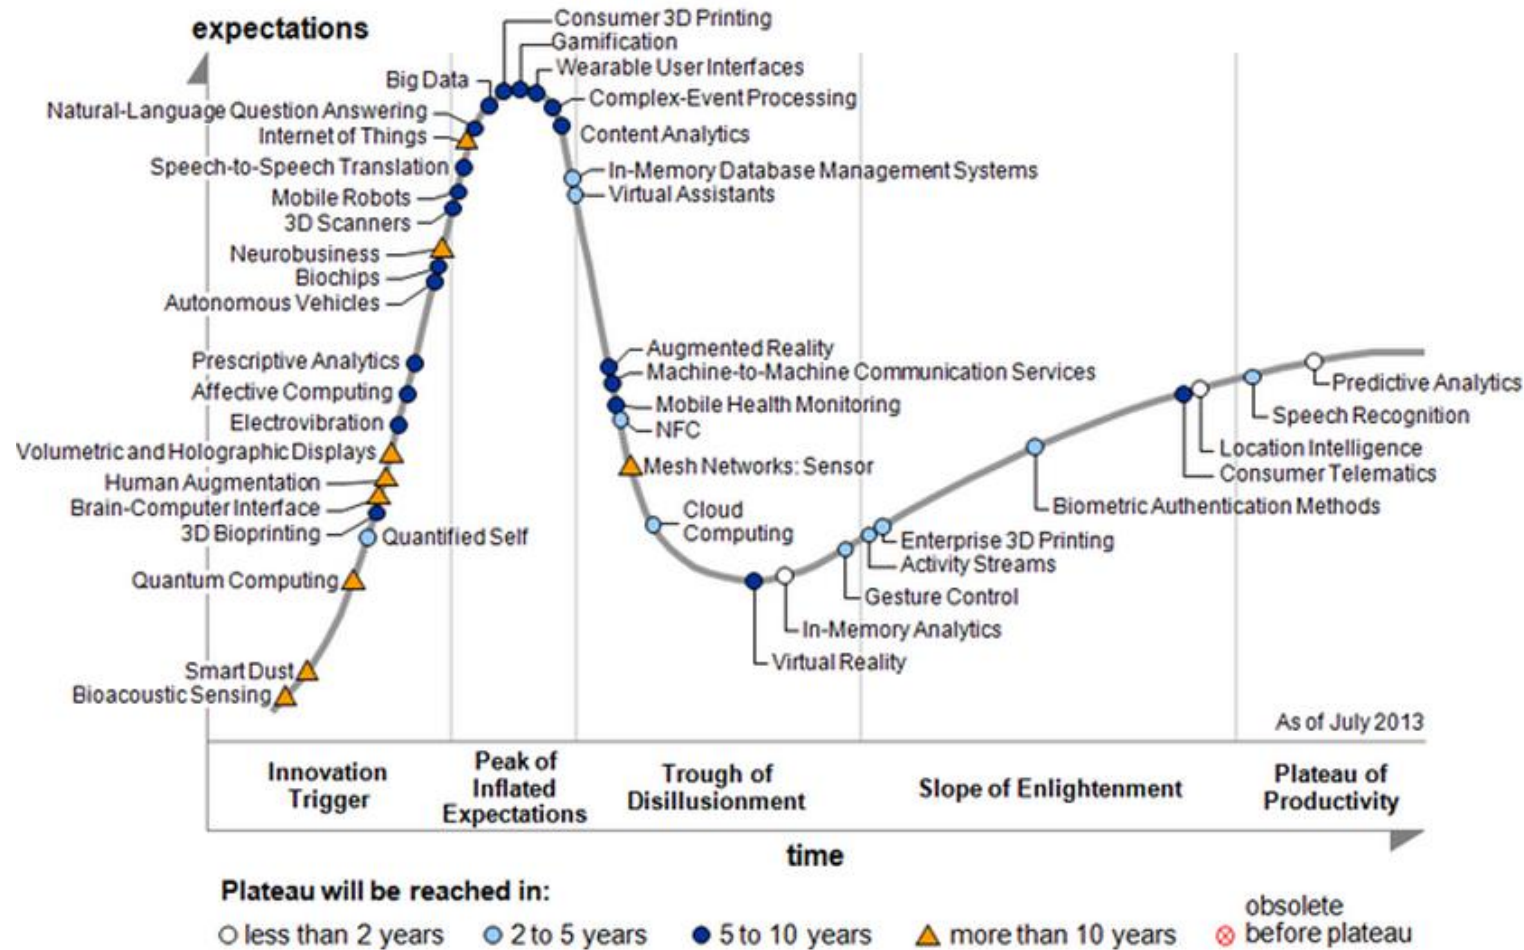 expectations
Consumer 3D Printing
Gamification
Wearable User Interfaces
Big Data
Complex-Event Processing
Natural-Language Question Answering
Content Analytics
Internet of Things
Speech-to-Speech Translation
In-Memory Database Management Systems
Mobile Robots
Virtual Assistants
3D Scanners
Neurobusiness
Biochips
Autonomous Vehicles
Augmented Reality
Prescriptive Analytics
Machine-to-Machine Communication Services
Affective Computing
Mobile Health Monitoring
Electrovibration
NFC
Volumetric and Holographic Displays
Mesh Networks: Sensor
Human Augmentation
Brain-Computer Interface
3D Bioprinting
Quantified Self
Cloud
Computing
Quantum Computing
Smart Dust
Bioacoustic Sensing
Predictive Analytics
Speech Recognition
Location Intelligence
Consumer Telematics
Biometric Authentication Methods
Enterprise 3D Printing
Activity Streams
Gesture Control
In-Memory Analytics
Virtual Reality
As of July 2013
Innovation
Trigger
Peak of
Inflated
Expectations
Trough of
Disillusionment
Slope of Enlightenment
Plateau of
Productivity
time
Plateau will be reached in:
less than 2 years
2 to 5 years
5 to 10 years
more than 10 years
obsolete
before plateau